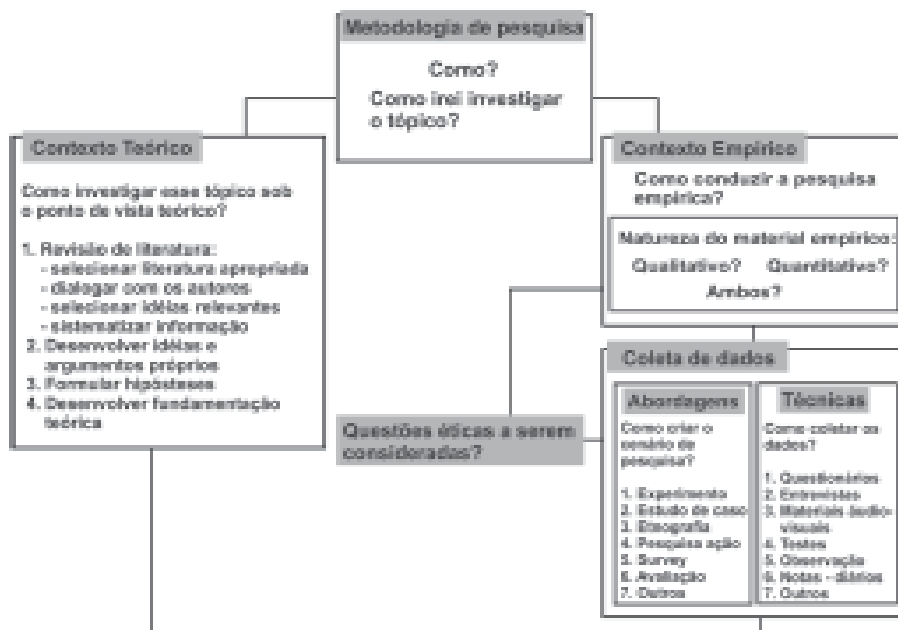 Metodologia de pesquisa
Como?
Como irei investigar
o tópico?
Contexto Teórico
Como investigar esse tópico sob
o ponto de vista teórico?
1. Revisão de literatura:
- selecionar literatura apropriada
- dialogar com os autores
- selecionar idéias relevantes
- sistematizar informação
2. Desenvolver idéias e
argumentos próprios
3. Formular hipósteses
4. Desenvolver fundamentação
teórica
Contexto Empírico
Como conduzir a pesquisa
empírica?
Natureza do material empírico:
Qualitativo? Quantitativo?
Ambos?
Questões éticas a serem
consideradas?
Coleta de dados
Abordagens
Como criar o
cenário de
pesquisa?
1. Experimento
2. Estudo de caso
3. Etnografia
4. Pesquisa ação
5. Survey
6. Avaliação
7. Outros
Técnicas
Como coletar os
dados?
1. Questionários
2. Entrevistas
3. Materiais áudio-
visuais
4. Testes
5. Observação
6. Notas - diários
7. Outros